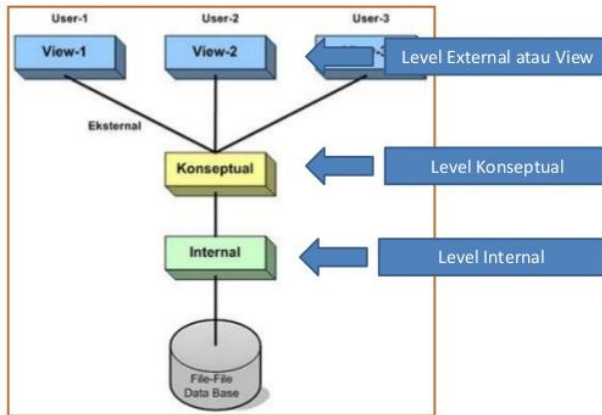 User-1 User-2 User-3
View-1 View-2 Level External atau View
Eksternal
Konseptual Level Konseptual
Internal Level Internal
File-File
Data Base